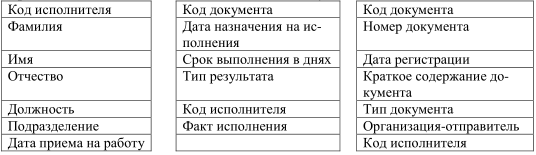 Код исполнителя
Фамилия
Имя
Отчество
Должность
Подразделение
Дата приема на работу
Код документа
Дата назначения на ис-
полнения
Срок выполнения в днях
Тип результата
Код исполнителя
Факт исполнения
Код документа
Номер документа
Дата регистрации
Краткое содержание до-
кумента
Тип документа
Организация-отправитель
Код исполнителя